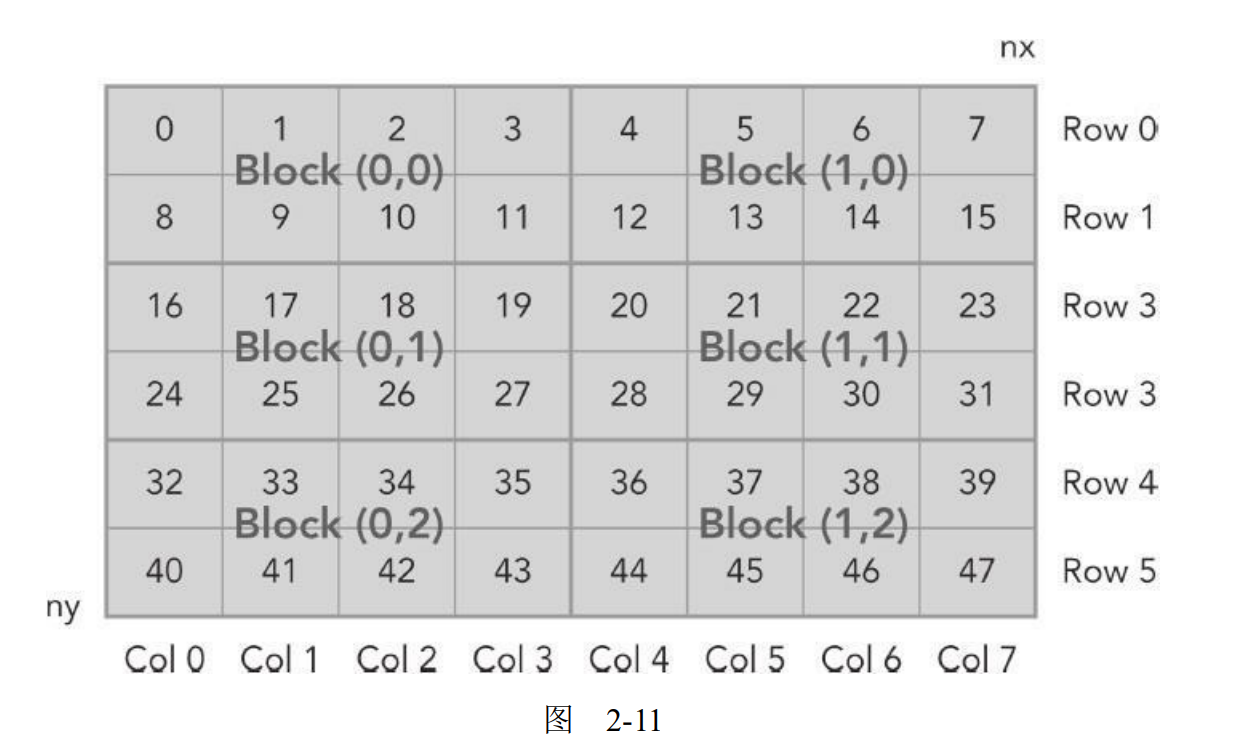 nx
0 1 2 3 4 5 6 7 Row 0
Block (0,0) Block (1,0)
8 9 10 11 12 13 14 15 Row 1
16 17 18 19 20 21 22 23 Row 3
Block (0,1) Block (1,1)
24 25 26 27 28 29 30 31 Row 3
32 33 34 35 36 37 38 39 Row 4
Block (0,2) Block (1,2)
40 41 42 43 44 45 46 47 Row 5
ny
Col 0 Col 1 Col 2 Col 3 Col 4 Col 5 Col 6 Col 7
图 2-11